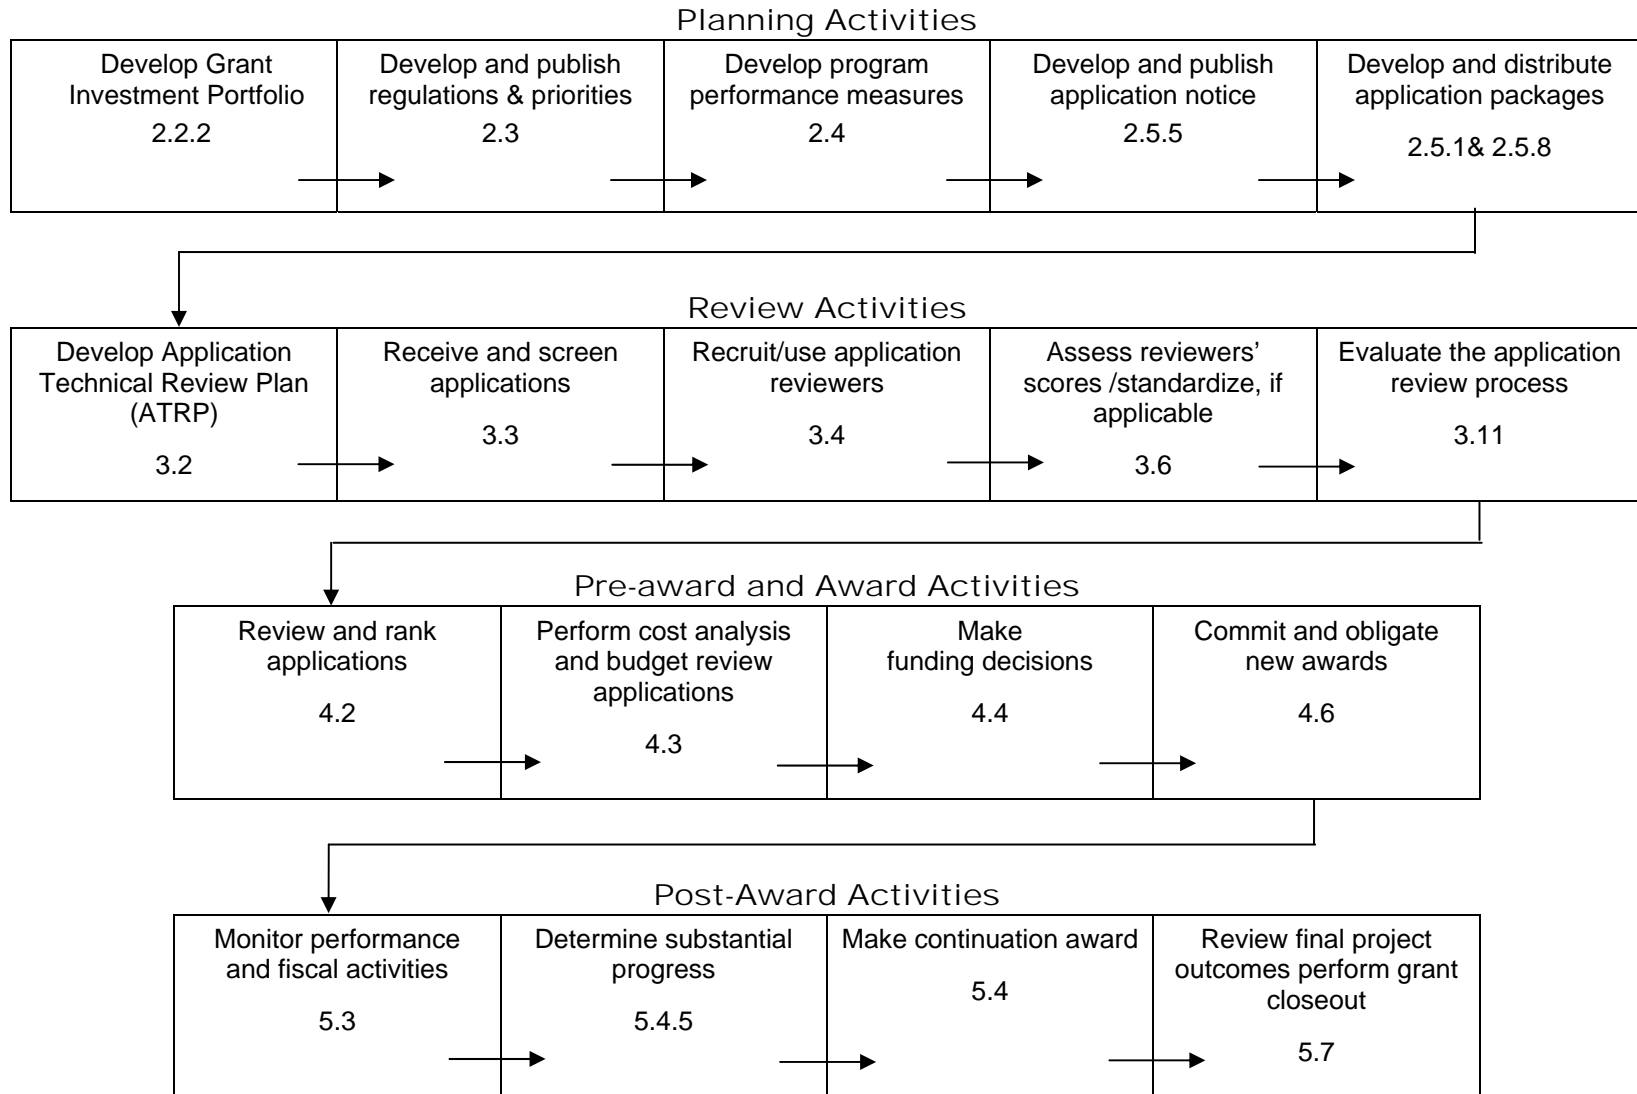 Planning Activities
Develop Grant
Investment Portfolio
2.2.2
Develop and publish
regulations & priorities
2.3
Develop program
performance measures
2.4
Develop and publish
application notice
2.5.5
Develop and distribute
application packages
2.5.1& 2.5.8
Review Activities
Develop Application
Technical Review Plan
(ATRP)
3.2
Receive and screen
applications
3.3
Recruit/use application
reviewers
3.4
Assess reviewers’
scores /standardize, if
applicable
3.6
Evaluate the application
review process
3.11
Pre-award and Award Activities
Review and rank
applications
4.2
Perform cost analysis
and budget review
applications
4.3
Make
funding decisions
4.4
Commit and obligate
new awards
4.6
Post-Award Activities
Monitor performance
and fiscal activities
5.3
Determine substantial
progress
5.4.5
Make continuation award
5.4
Review final project
outcomes perform grant
closeout
5.7